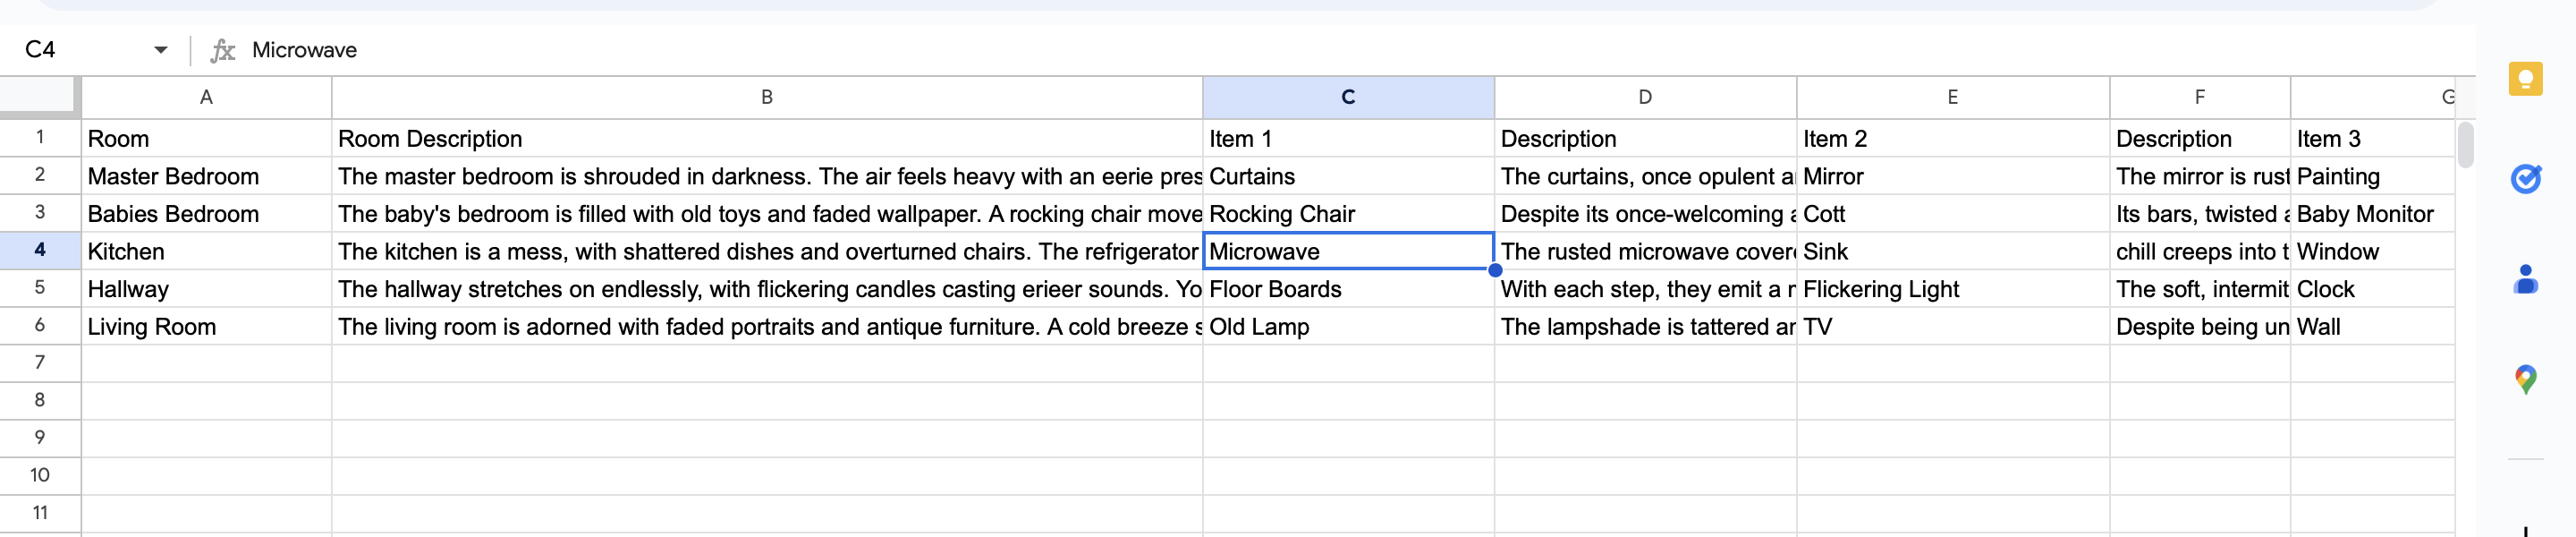 C4 fx Microwave
A B C D E F G
1 Room Room Description Item 1 Description Item 2 Description Item 3
2 Master Bedroom The master bedroom is shrouded in darkness. The air feels heavy with an eerie pres Curtains The curtains, once opulent a Mirror The mirror is rust Painting
3 Babies Bedroom The baby's bedroom is filled with old toys and faded wallpaper. A rocking chair move Rocking Chair Despite its once-welcoming a Cott Its bars, twisted a Baby Monitor
4 Kitchen The kitchen is a mess, with shattered dishes and overturned chairs. The refrigerator Microwave The rusted microwave cover Sink chill creeps into t Window
5 Hallway The hallway stretches on endlessly, with flickering candles casting erieer sounds. Yo Floor Boards With each step, they emit a Flickering Light The soft, intermit Clock
6 Living Room The living room is adorned with faded portraits and antique furniture. A cold breeze s Old Lamp The lampshade is tattered an TV Despite being un Wall
7
8
9
10
11